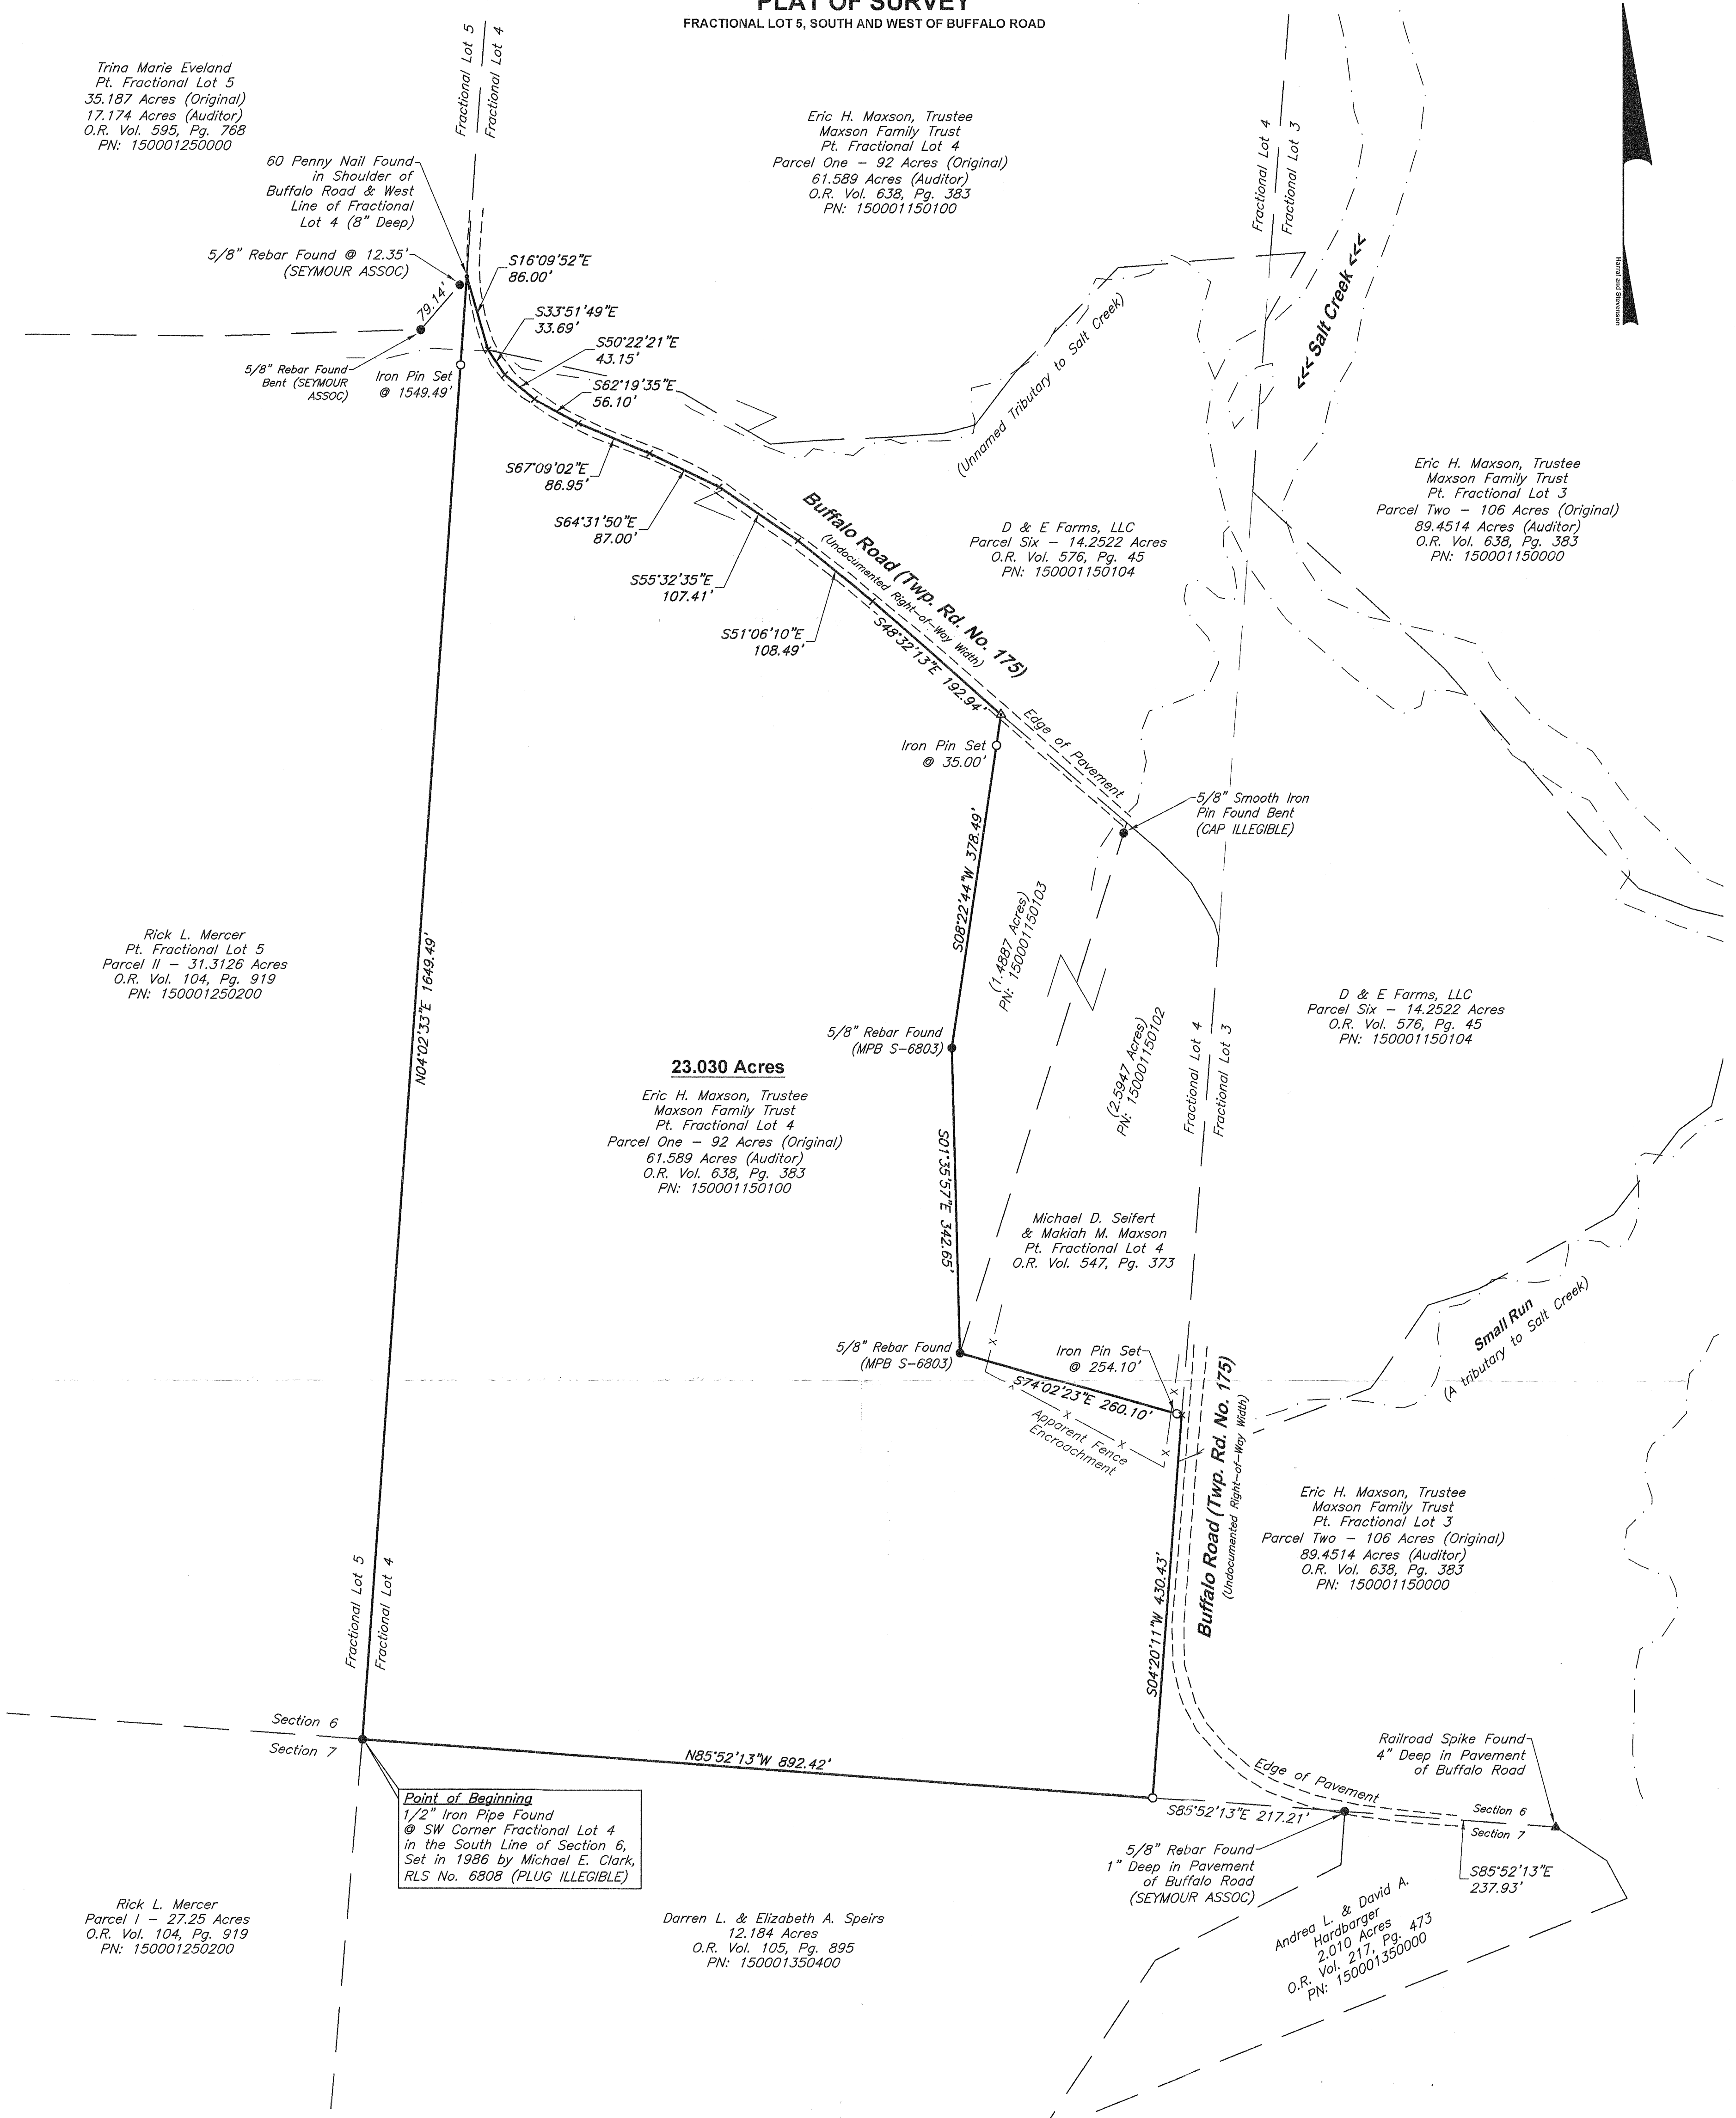 PLAT OF SURVEY
FRACTIONAL LOT 5, SOUTH AND WEST OF BUFFALO ROAD
Fractional Lot 5
Fractional Lot 4
Trina Marie Eveland
Pt. Fractional Lot 5
35.187 Acres (Original)
17.174 Acres (Auditor)
O.R. Vol. 595, Pg. 768
PN: 150001250000
Eric H. Maxson, Trustee
Maxson Family Trust
Pt. Fractional Lot 4
Parcel One – 92 Acres (Original)
61.589 Acres (Auditor)
O.R. Vol. 638, Pg. 383
PN: 150001150100
Fractional Lot 4
Fractional Lot 3
Harral and Stevenson
60 Penny Nail Found
in Shoulder of
Buffalo Road & West
Line of Fractional
Lot 4 (8" Deep)
5/8" Rebar Found @ 12.35'
(SEYMOUR ASSOC)
79.14'
5/8" Rebar Found
Bent (SEYMOUR
ASSOC)
Iron Pin Set
@ 1549.49'
S16°09'52"E
86.00'
S33°51'49"E
33.69'
S50°22'21"E
43.15'
S62°19'35"E
56.10'
S67°09'02"E
86.95'
S64°31'50"E
87.00'
S55°32'35"E
107.41'
S51°06'10"E
108.49'
S48°32'13"E 192.94'
Buffalo Road (Twp. Rd. No. 175)
(Undocumented Right-of-Way Width)
Edge of Pavement
(Unnamed Tributary to Salt Creek)
<<< Salt Creek <<<
Eric H. Maxson, Trustee
Maxson Family Trust
Pt. Fractional Lot 3
Parcel Two – 106 Acres (Original)
89.4514 Acres (Auditor)
O.R. Vol. 638, Pg. 383
PN: 150001150000
D & E Farms, LLC
Parcel Six – 14.2522 Acres
O.R. Vol. 576, Pg. 45
PN: 150001150104
Iron Pin Set
@ 35.00'
5/8" Smooth Iron
Pin Found Bent
(CAP ILLEGIBLE)
S08°22'44"W 378.49'
(1.4887 Acres)
PN: 150001150103
N04°02'33"E 1649.49'
Rick L. Mercer
Pt. Fractional Lot 5
Parcel II – 31.3126 Acres
O.R. Vol. 104, Pg. 919
PN: 150001250200
5/8" Rebar Found
(MPB S-6803)
(2.5947 Acres)
PN: 150001150102
Fractional Lot 4
Fractional Lot 3
D & E Farms, LLC
Parcel Six – 14.2522 Acres
O.R. Vol. 576, Pg. 45
PN: 150001150104
23.030 Acres
Eric H. Maxson, Trustee
Maxson Family Trust
Pt. Fractional Lot 4
Parcel One – 92 Acres (Original)
61.589 Acres (Auditor)
O.R. Vol. 638, Pg. 383
PN: 150001150100
S01°35'57"E 342.65'
Michael D. Seifert
& Makiah M. Maxson
Pt. Fractional Lot 4
O.R. Vol. 547, Pg. 373
5/8" Rebar Found
(MPB S-6803)
Iron Pin Set
@ 254.10'
S74°02'23"E 260.10'
Apparent Fence
Encroachment
Small Run
(A tributary to Salt Creek)
Buffalo Road (Twp. Rd. No. 175)
(Undocumented Right-of-Way Width)
Eric H. Maxson, Trustee
Maxson Family Trust
Pt. Fractional Lot 3
Parcel Two – 106 Acres (Original)
89.4514 Acres (Auditor)
O.R. Vol. 638, Pg. 383
PN: 150001150000
S04°20'11"W 430.43'
Fractional Lot 5
Fractional Lot 4
Section 6
Section 7
N85°52'13"W 892.42'
Point of Beginning
1/2" Iron Pipe Found
@ SW Corner Fractional Lot 4
in the South Line of Section 6,
Set in 1986 by Michael E. Clark,
RLS No. 6808 (PLUG ILLEGIBLE)
Railroad Spike Found
4" Deep in Pavement
of Buffalo Road
Edge of Pavement
S85°52'13"E 217.21'
Section 6
Section 7
5/8" Rebar Found
1" Deep in Pavement
of Buffalo Road
(SEYMOUR ASSOC)
S85°52'13"E
237.93'
Rick L. Mercer
Parcel I – 27.25 Acres
O.R. Vol. 104, Pg. 919
PN: 150001250200
Darren L. & Elizabeth A. Speirs
12.184 Acres
O.R. Vol. 105, Pg. 895
PN: 150001350400
Andrea L. & David A.
Hardbarger
2.010 Acres
O.R. Vol. 217, Pg. 473
PN: 150001350000